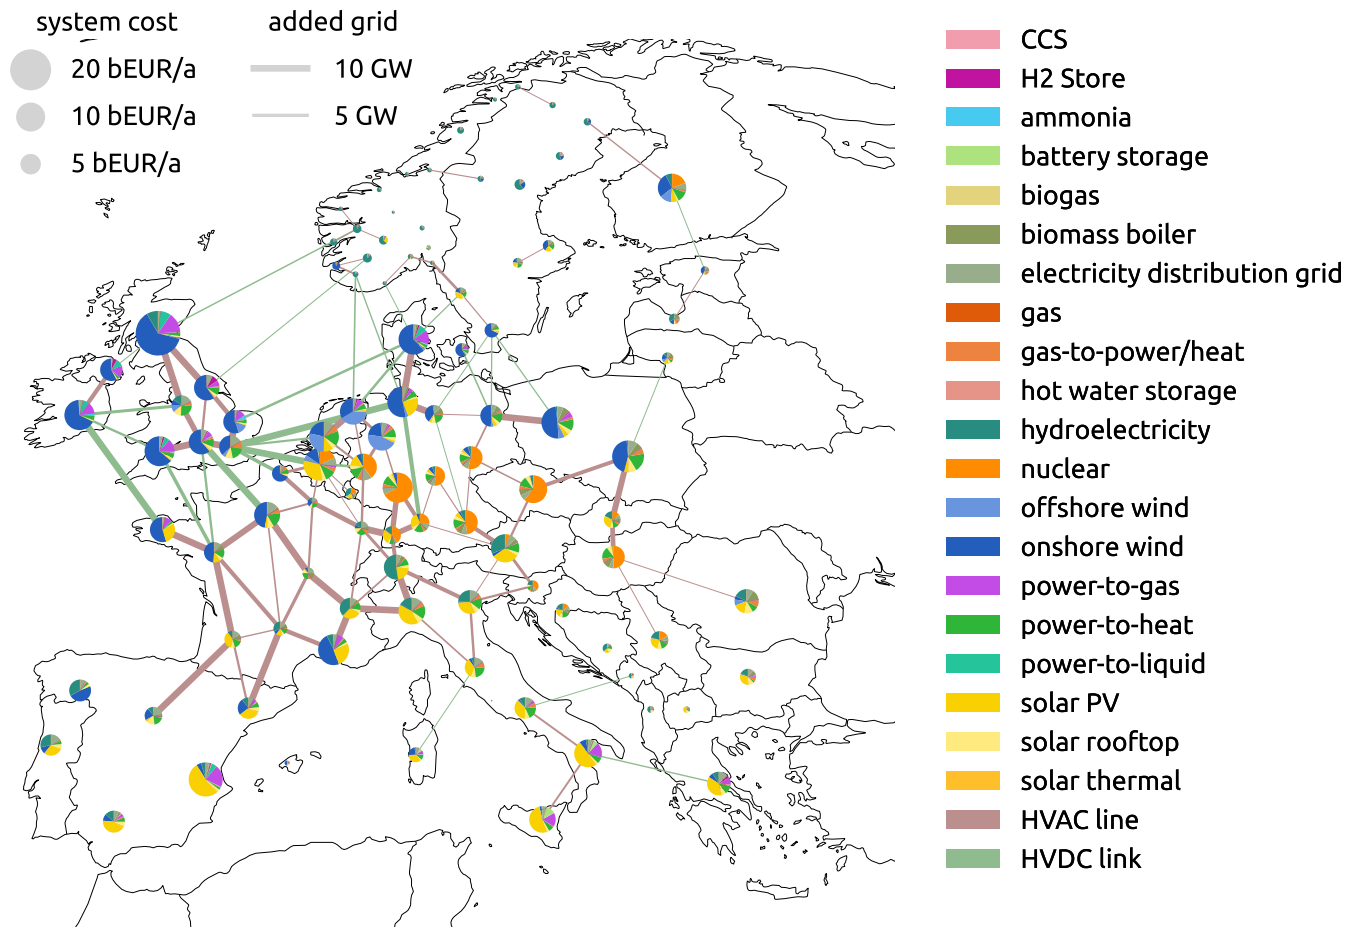 system cost
added grid
20 bEUR/a
10 GW
10 bEUR/a
5 GW
5 bEUR/a
CCS
H2 Store
ammonia
battery storage
biogas
biomass boiler
electricity distribution grid
gas
gas-to-power/heat
hot water storage
hydroelectricity
nuclear
offshore wind
onshore wind
power-to-gas
power-to-heat
power-to-liquid
solar PV
solar rooftop
solar thermal
HVAC line
HVDC link